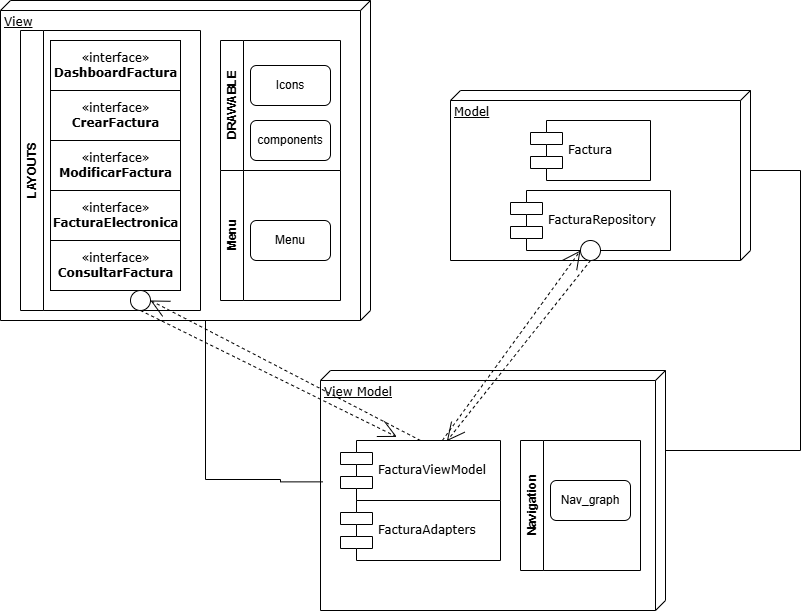 View
LAYOUTS
«interface»
DashboardFactura
«interface»
CrearFactura
«interface»
ModificarFactura
«interface»
FacturaElectronica
«interface»
ConsultarFactura
DRAWABLE
Icons
components
Menu
Menu
Model
Factura
FacturaRepository
View Model
FacturaViewModel
FacturaAdapters
Navigation
Nav_graph